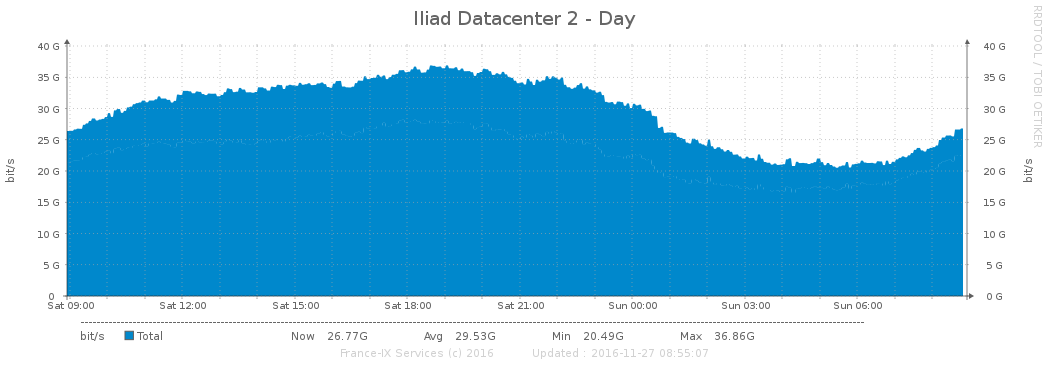 Iliad Datacenter 2 - Day
RRDTOOL / TOBI OETIKER
bit/s
40 G
35 G
30 G
25 G
20 G
15 G
10 G
5 G
0
40 G
35 G
30 G
25 G
20 G
15 G
10 G
5 G
0 G
bit/s
Sat 09:00 Sat 12:00 Sat 15:00 Sat 18:00 Sat 21:00 Sun 00:00 Sun 03:00 Sun 06:00
bit/s Total Now 26.77G Avg 29.53G Min 20.49G Max 36.86G
France-IX Services (c) 2016 Updated : 2016-11-27 08:55:07